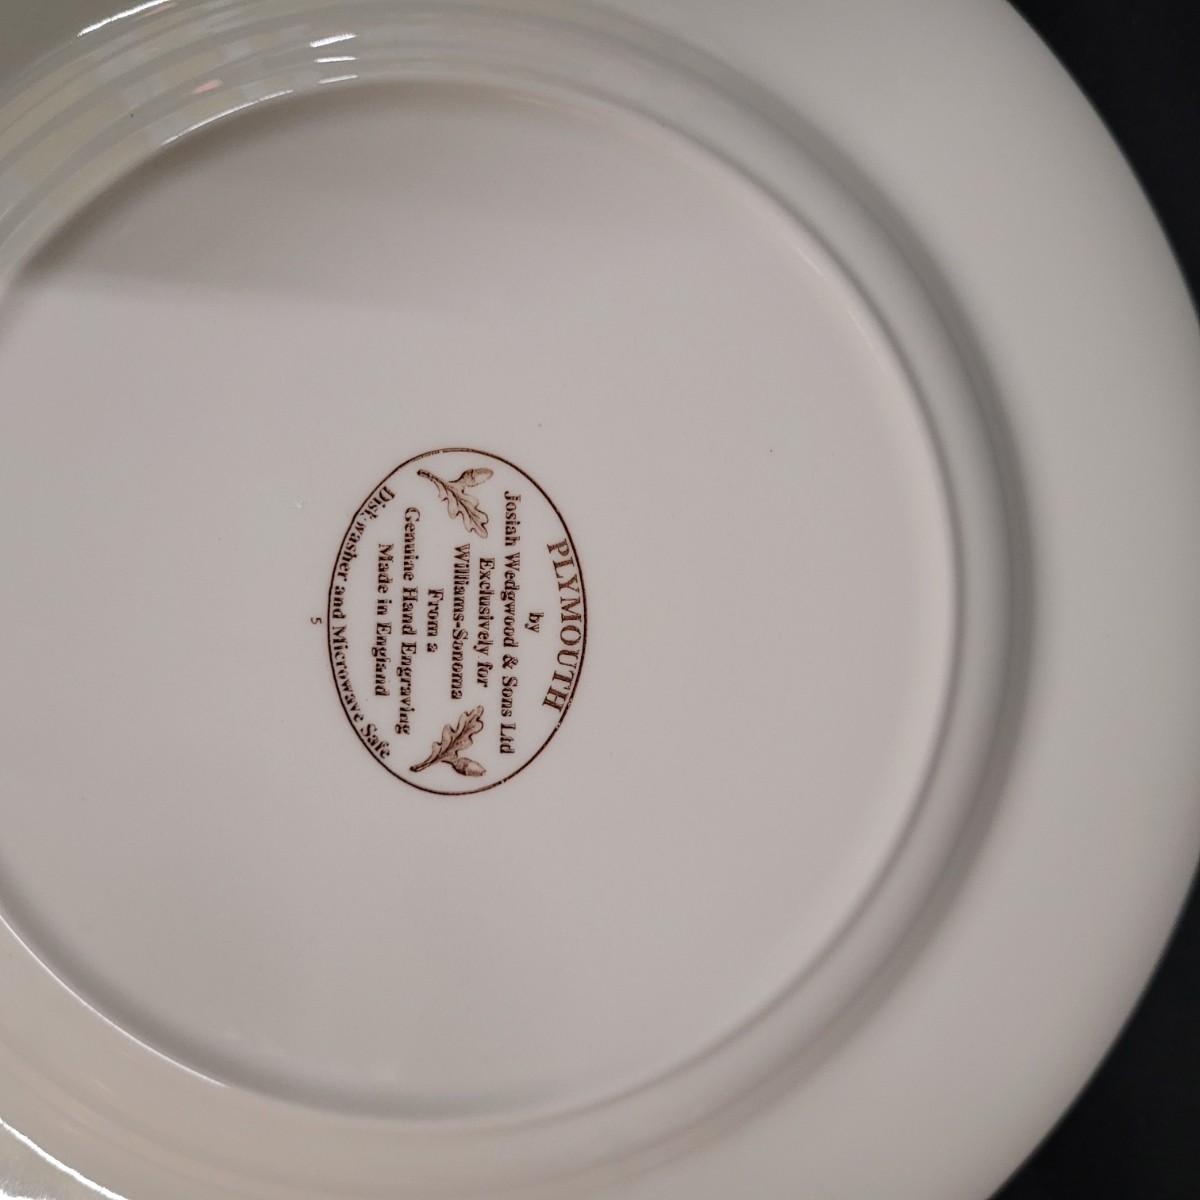 PLYMOUTH
by
Josiah Wedgwood & Sons Ltd
Exclusively for
Williams-Sonoma
From a
Genuine Hand Engraving
Made in England
Dishwasher and Microwave Safe
5